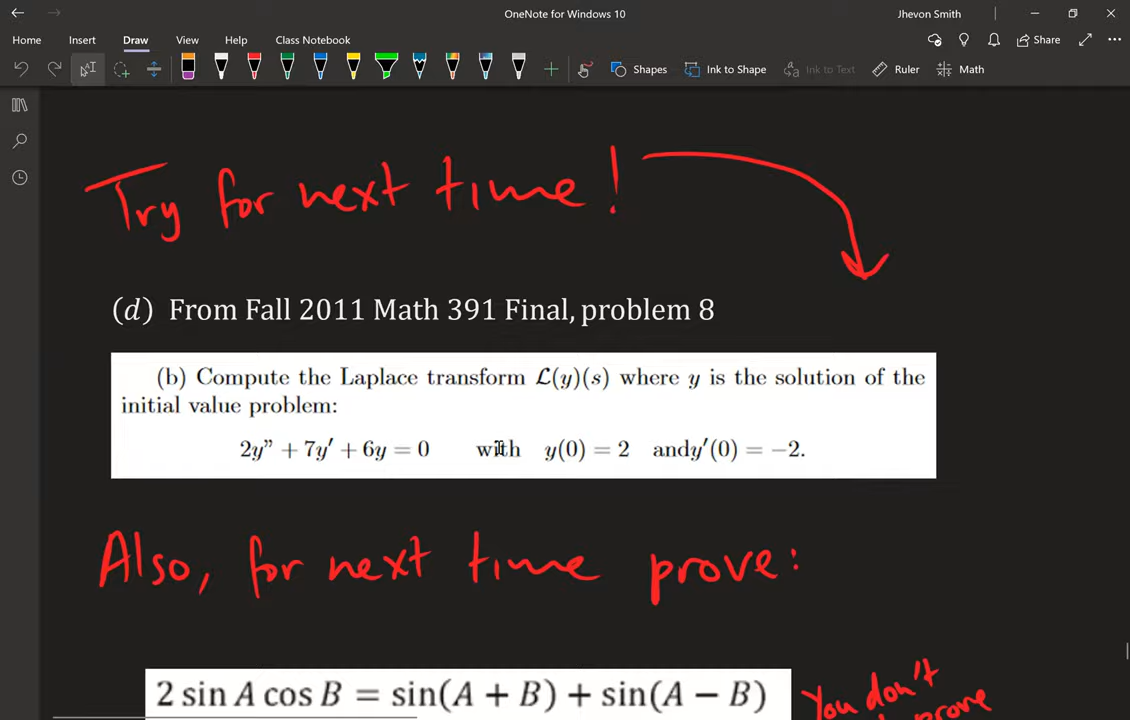 OneNote for Windows 10
Jhevon Smith
Home Insert Draw View Help Class Notebook
Share
Shapes Ink to Shape Ink to Text Ruler Math
Try for next time!
(d) From Fall 2011 Math 391 Final, problem 8
(b) Compute the Laplace transform ℒ(y)(s) where y is the solution of the
initial value problem:
2y” + 7y′ + 6y = 0 with y(0) = 2 andy′(0) = −2.
Also, for next time prove:
2 sin A cos B = sin(A + B) + sin(A − B)
You don't
prove